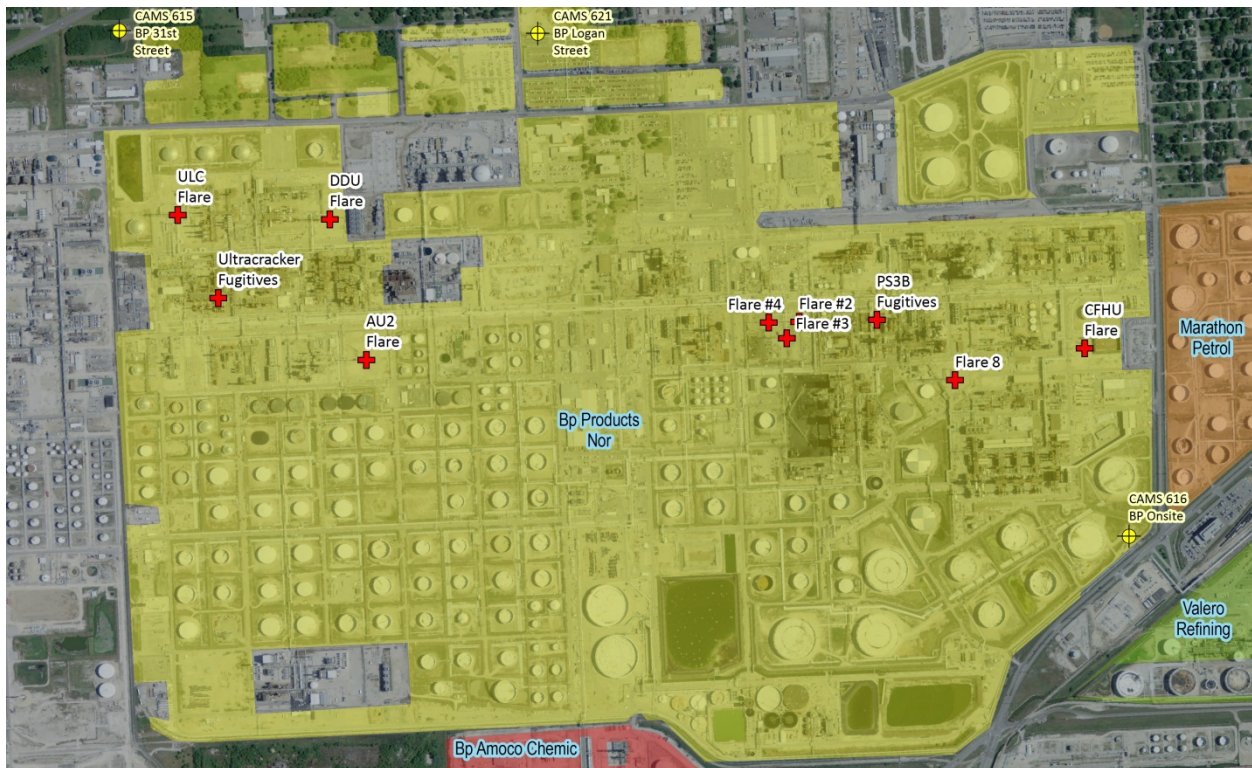 CAMS 615
BP 31st
Street
CAMS 621
BP Logan
Street
ULC
Flare
DDU
Flare
Ultracracker
Fugitives
AU2
Flare
Flare #4
Flare #2
Flare #3
PS3B
Fugitives
CFHU
Flare
Flare 8
Marathon
Petrol
Bp Products
Nor
CAMS 616
BP Onsite
Valero
Refining
Bp Amoco Chemic